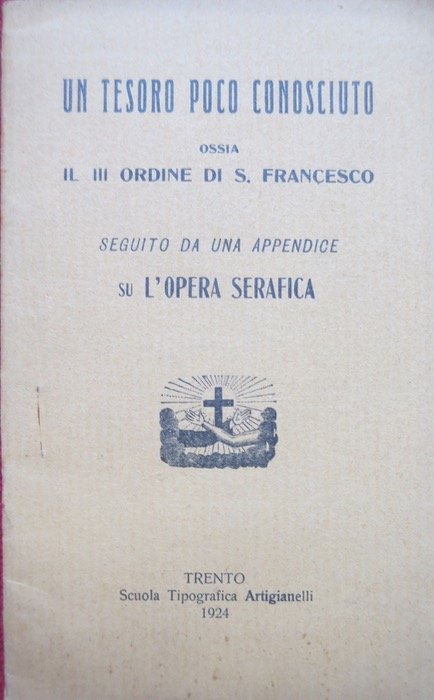 UN TESORO POCO CONOSCIUTO
OSSIA
IL III ORDINE DI S. FRANCESCO
SEGUITO DA UNA APPENDICE
SU L'OPERA SERAFICA
TRENTO
Scuola Tipografica Artigianelli
1924